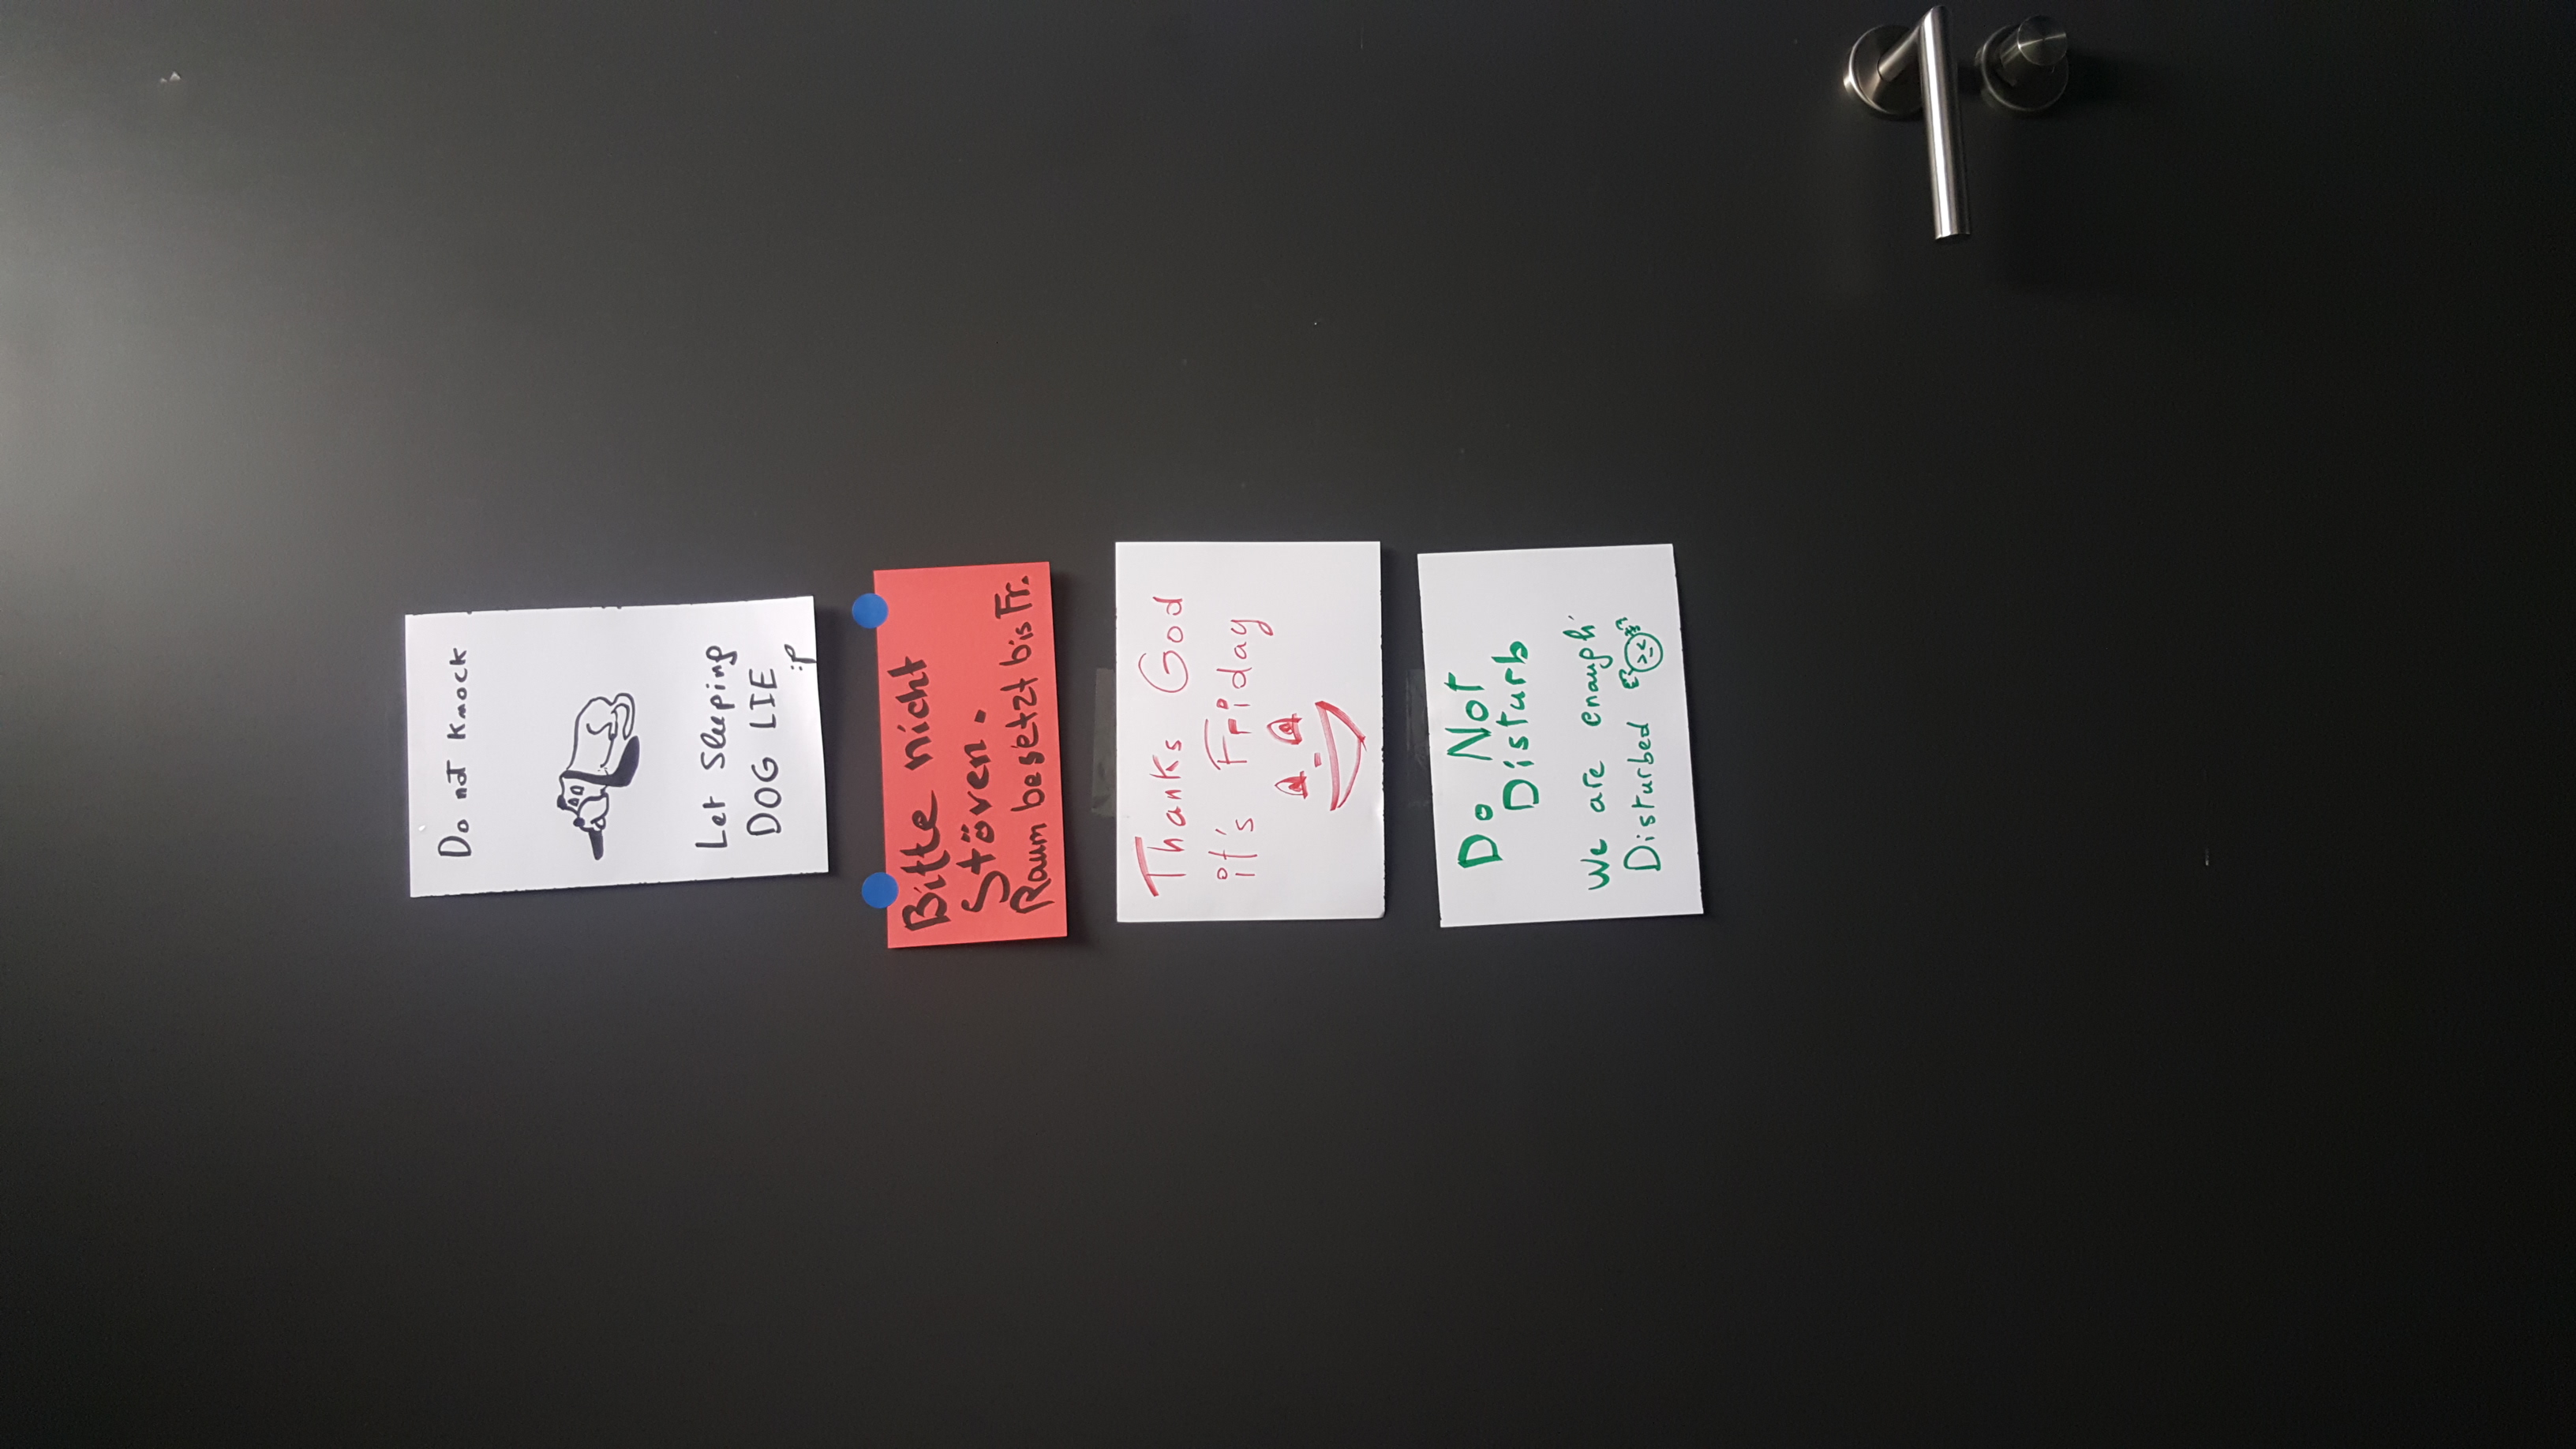 Do not Knock
Let Sleeping
DOG LIE
:P
Bitte nicht
Stören.
Raum besetzt bis Fr.
Thanks God
it's Friday
Do Not
Disturb
We are enaugh
Disturbed